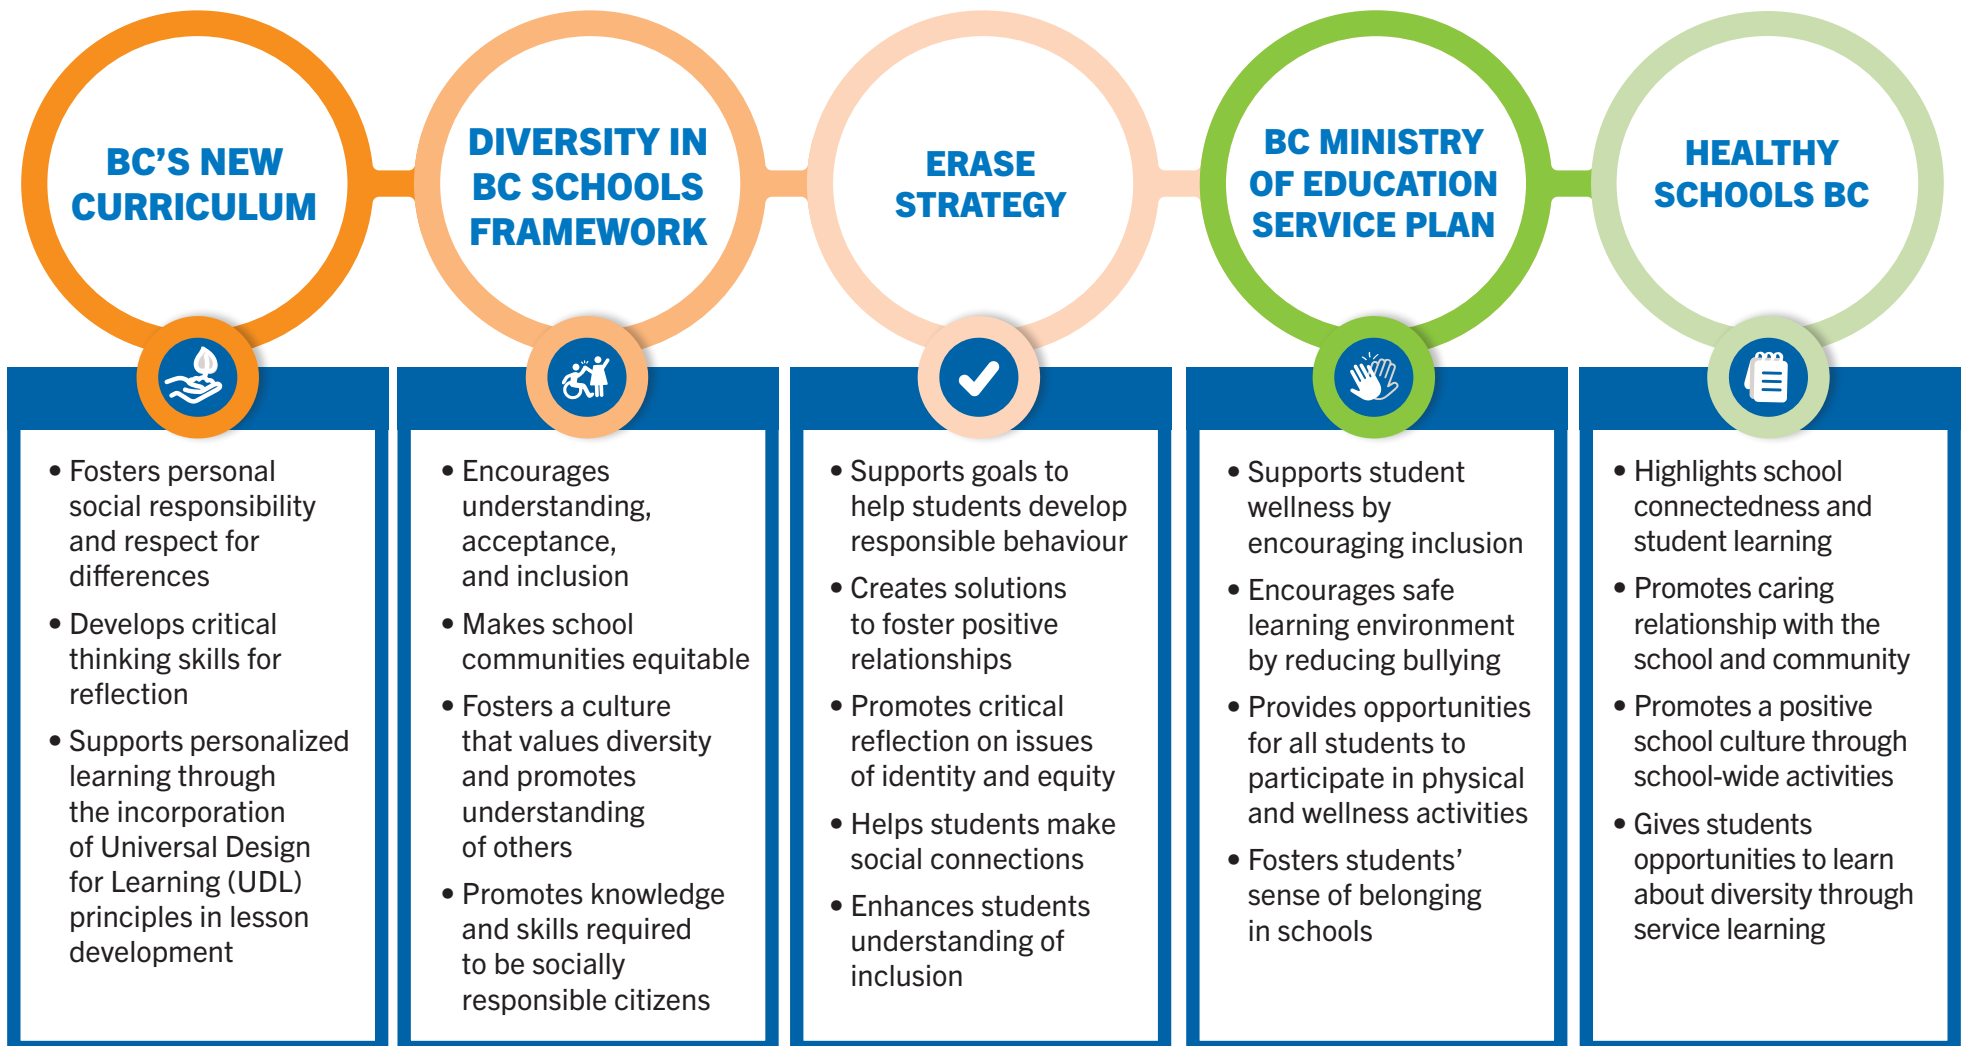 BC’S NEW
CURRICULUM
DIVERSITY IN
BC SCHOOLS
FRAMEWORK
ERASE
STRATEGY
BC MINISTRY
OF EDUCATION
SERVICE PLAN
HEALTHY
SCHOOLS BC
• Fosters personal
social responsibility
and respect for
differences
• Develops critical
thinking skills for
reflection
• Supports personalized
learning through
the incorporation
of Universal Design
for Learning (UDL)
principles in lesson
development
• Encourages
understanding,
acceptance,
and inclusion
• Makes school
communities equitable
• Fosters a culture
that values diversity
and promotes
understanding
of others
• Promotes knowledge
and skills required
to be socially
responsible citizens
• Supports goals to
help students develop
responsible behaviour
• Creates solutions
to foster positive
relationships
• Promotes critical
reflection on issues
of identity and equity
• Helps students make
social connections
• Enhances students
understanding of
inclusion
• Supports student
wellness by
encouraging inclusion
• Encourages safe
learning environment
by reducing bullying
• Provides opportunities
for all students to
participate in physical
and wellness activities
• Fosters students’
sense of belonging
in schools
• Highlights school
connectedness and
student learning
• Promotes caring
relationship with the
school and community
• Promotes a positive
school culture through
school-wide activities
• Gives students
opportunities to learn
about diversity through
service learning